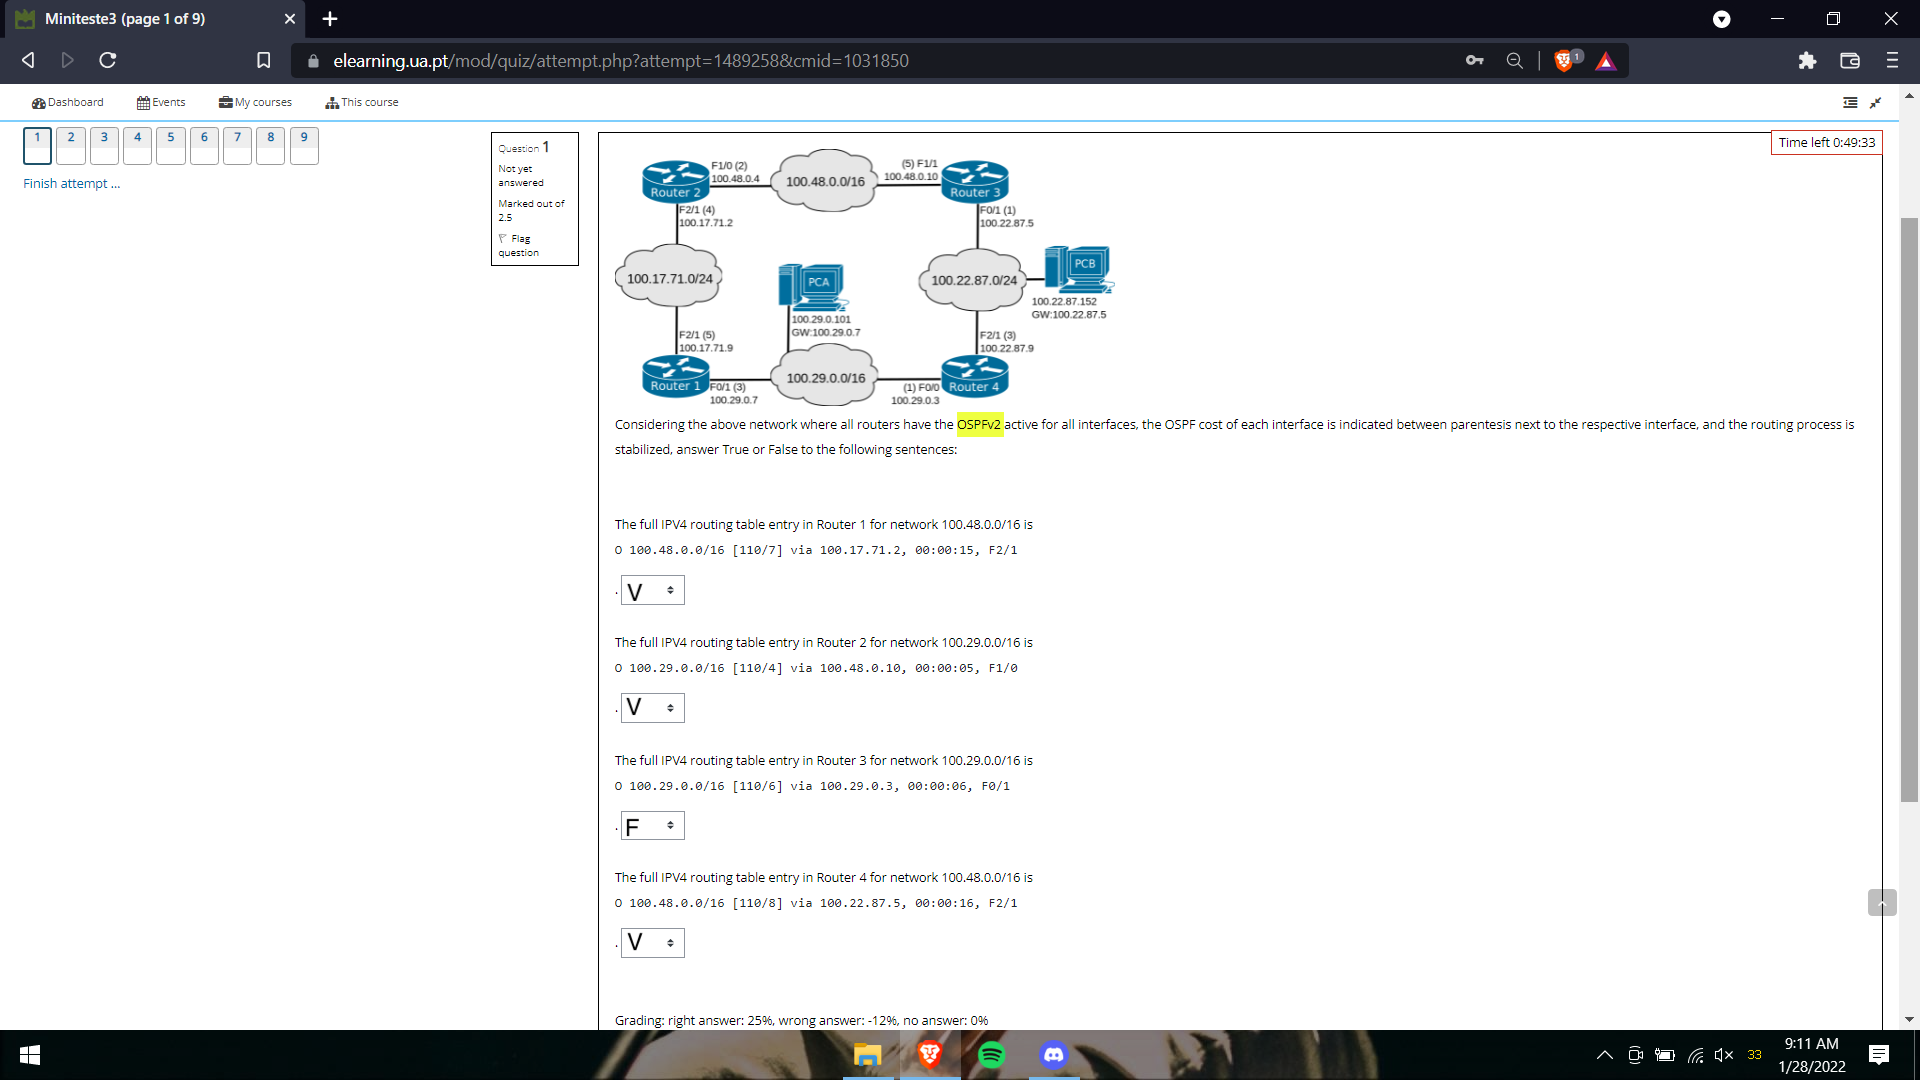 Miniteste3 (page 1 of 9)
elearning.ua.pt/mod/quiz/attempt.php?attempt=1489258&cmid=1031850
1
Dashboard
Events
My courses
This course
1 2 3 4 5 6 7 8 9
Finish attempt ...
Question 1
Not yet
answered
Marked out of
2.5
Flag
question
Time left 0:49:33
Router 2
F1/0 (2)
100.48.0.4
100.48.0.0/16
(5) F1/1
100.48.0.10
Router 3
F2/1 (4)
100.17.71.2
F0/1 (1)
100.22.87.5
100.17.71.0/24
PCA
100.29.0.101
GW:100.29.0.7
100.22.87.0/24
PCB
100.22.87.152
GW:100.22.87.5
F2/1 (5)
100.17.71.9
F2/1 (3)
100.22.87.9
Router 1
F0/1 (3)
100.29.0.7
100.29.0.0/16
(1) F0/0
100.29.0.3
Router 4
Considering the above network where all routers have the OSPFv2 active for all interfaces, the OSPF cost of each interface is indicated between parentesis next to the respective interface, and the routing process is
stabilized, answer True or False to the following sentences:
The full IPV4 routing table entry in Router 1 for network 100.48.0.0/16 is
O 100.48.0.0/16 [110/7] via 100.17.71.2, 00:00:15, F2/1
. V
The full IPV4 routing table entry in Router 2 for network 100.29.0.0/16 is
O 100.29.0.0/16 [110/4] via 100.48.0.10, 00:00:05, F1/0
. V
The full IPV4 routing table entry in Router 3 for network 100.29.0.0/16 is
O 100.29.0.0/16 [110/6] via 100.29.0.3, 00:00:06, F0/1
. F
The full IPV4 routing table entry in Router 4 for network 100.48.0.0/16 is
O 100.48.0.0/16 [110/8] via 100.22.87.5, 00:00:16, F2/1
. V
Grading: right answer: 25%, wrong answer: -12%, no answer: 0%
33
9:11 AM
1/28/2022